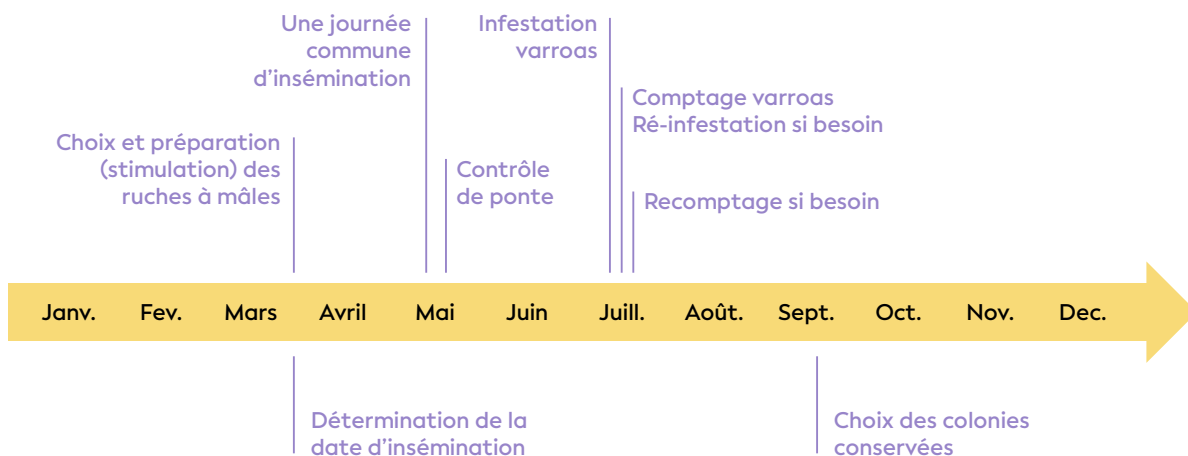 Une journée
commune
d'insémination
Infestation
varroas
Comptage varroas
Ré-infestation si besoin
Choix et préparation
(stimulation) des
ruches à mâles
Contrôle
de ponte
Recomptage si besoin
Janv. Fev. Mars Avril Mai Juin Juill. Août. Sept. Oct. Nov. Dec.
Détermination de la
date d'insémination
Choix des colonies
conservées